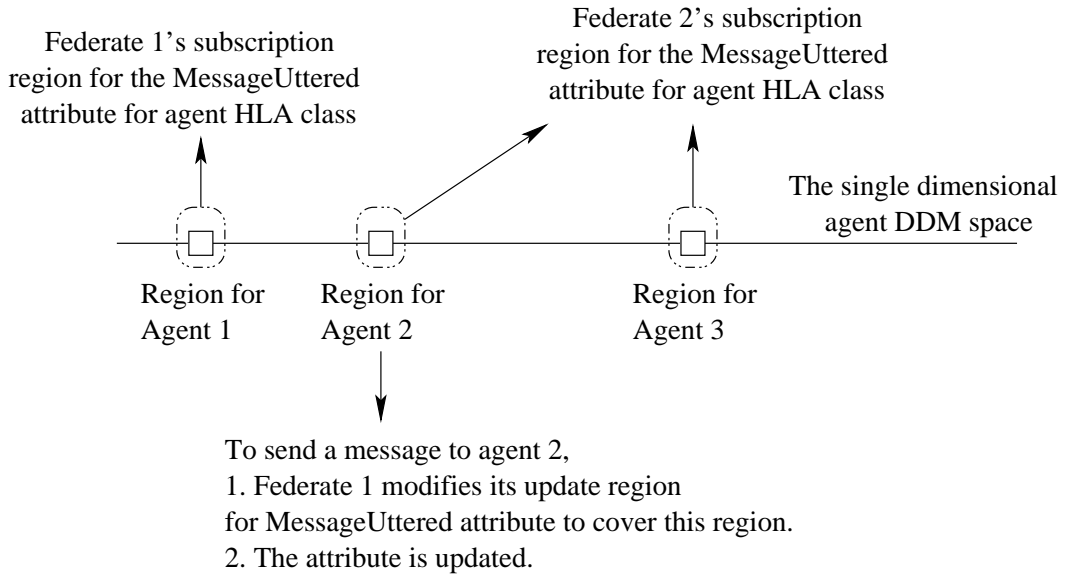 Federate 1’s subscription
region for the MessageUttered
attribute for agent HLA class
Federate 2’s subscription
region for the MessageUttered
attribute for agent HLA class
The single dimensional
agent DDM space
Region for
Agent 1
Region for
Agent 2
Region for
Agent 3
To send a message to agent 2,
1. Federate 1 modifies its update region
for MessageUttered attribute to cover this region.
2. The attribute is updated.